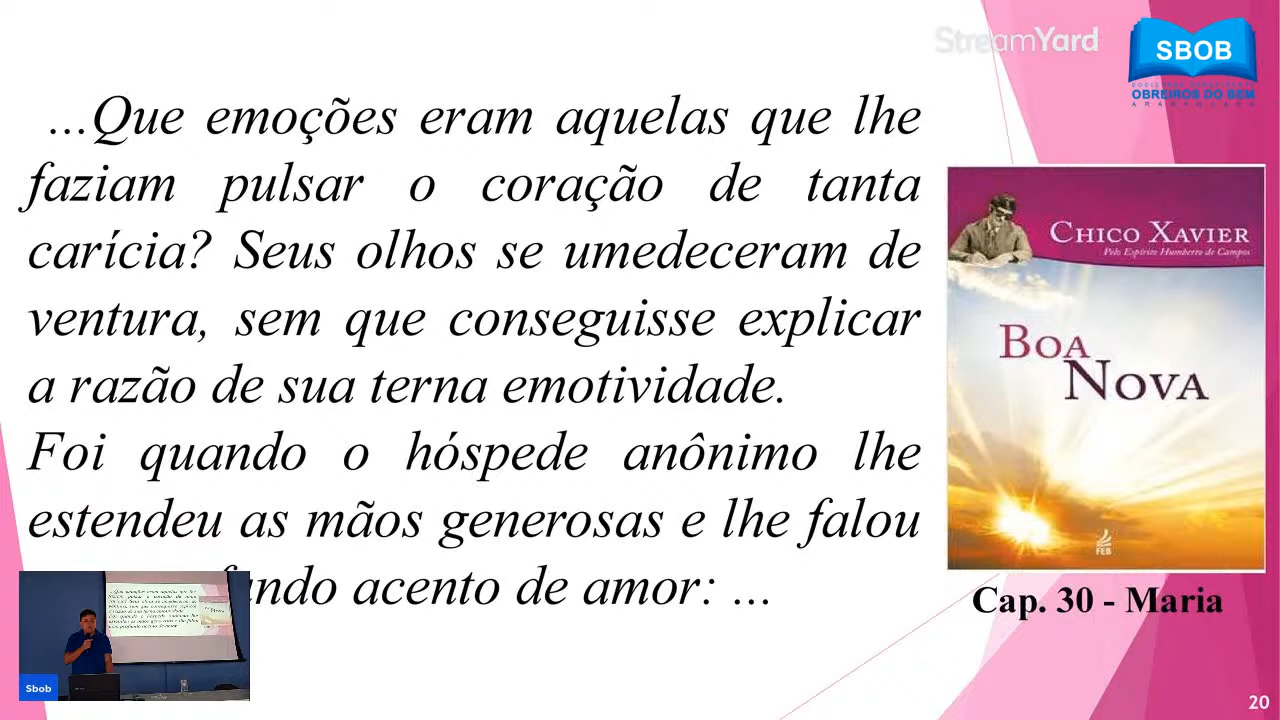 StreamYard
SBOB
OBREIROS DO BEM
...Que emoções eram aquelas que lhe
faziam pulsar o coração de tanta
carícia? Seus olhos se umedeceram de
ventura, sem que conseguisse explicar
a razão de sua terna emotividade.
Foi quando o hóspede anônimo lhe
estendeu as mãos generosas e lhe falou
acento de amor: ...
CHICO XAVIER
Pelo Espírito Humberto de Campos
BOA
NOVA
FEB
Cap. 30 - Maria
Sbob
20